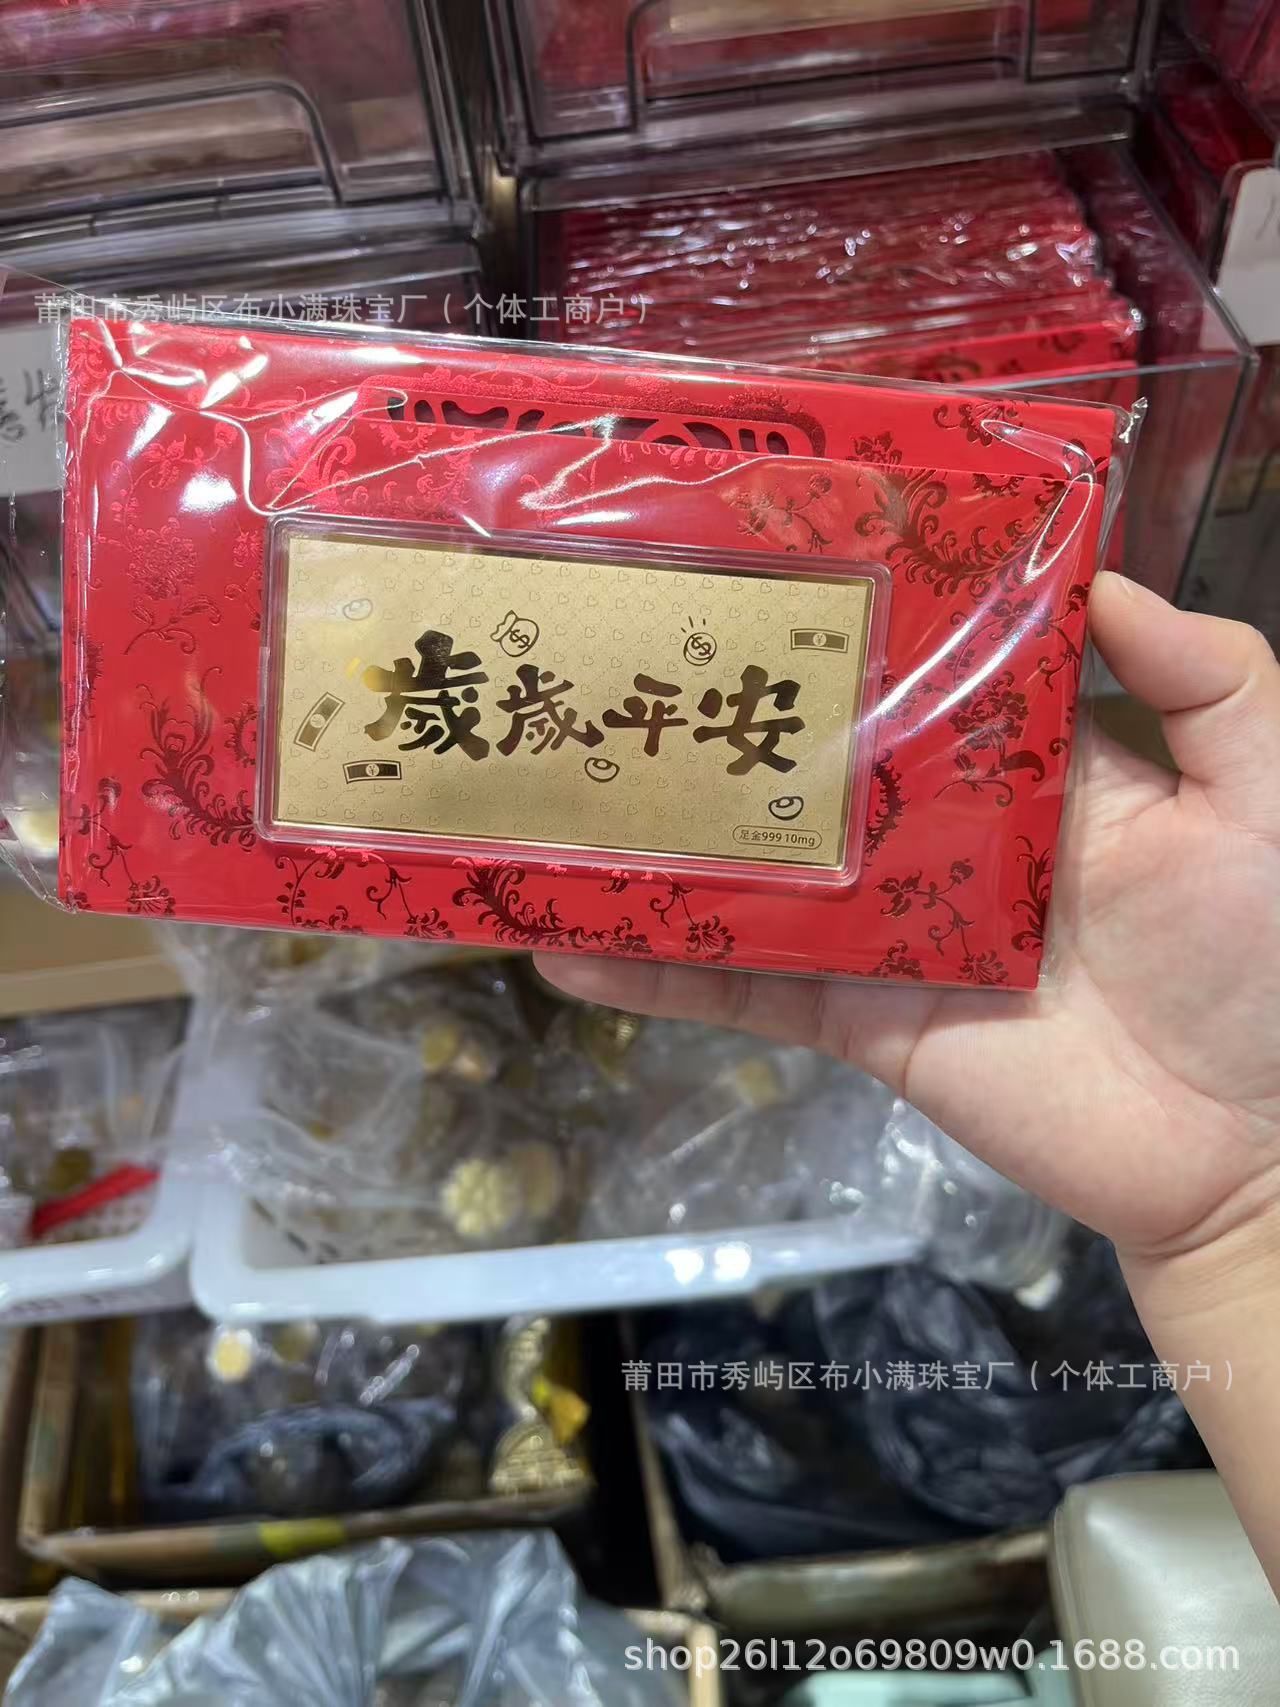 莆田市秀屿区布小满珠宝厂（个体工商户）
歲歲平安
足金999 10mg
莆田市秀屿区布小满珠宝厂（个体工商户）
shop26l12o69809w0.1688.com